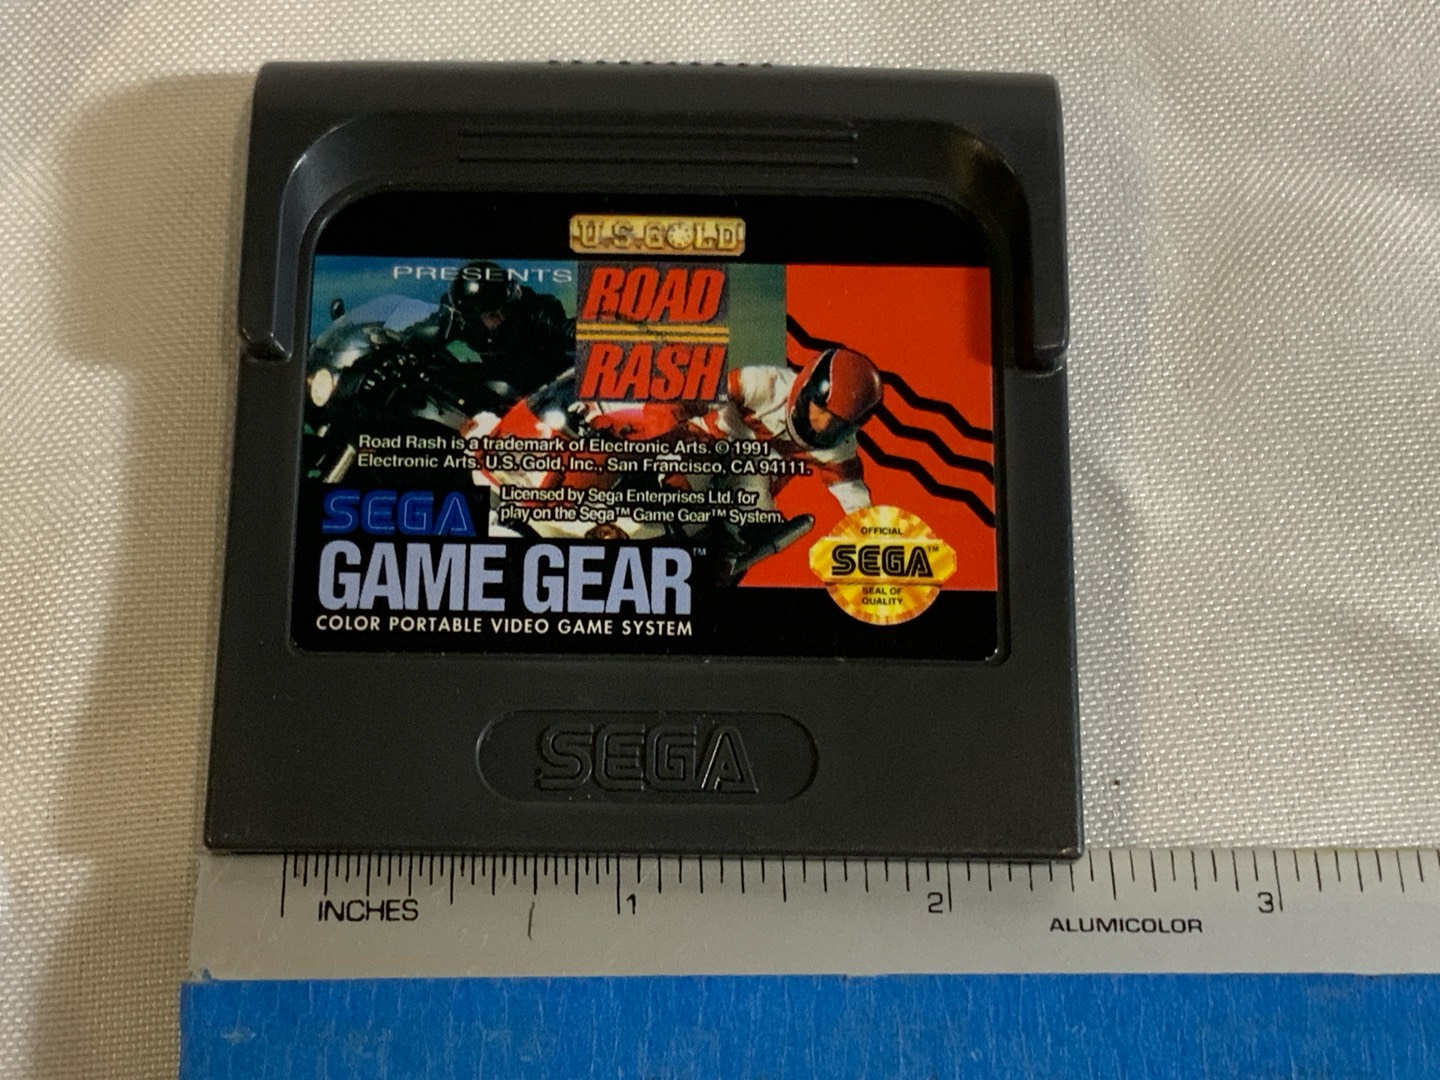 U.S. GOLD
PRESENTS
ROAD
RASH
Road Rash is a trademark of Electronic Arts. © 1991
Electronic Arts. U.S. Gold, Inc., San Francisco, CA 94111.
SEGA
Licensed by Sega Enterprises Ltd. for
play on the Sega™ Game Gear™ System.
GAME GEAR™
COLOR PORTABLE VIDEO GAME SYSTEM
OFFICIAL
SEGA™
SEAL OF
QUALITY
SEGA
INCHES 1 2 3
ALUMICOLOR